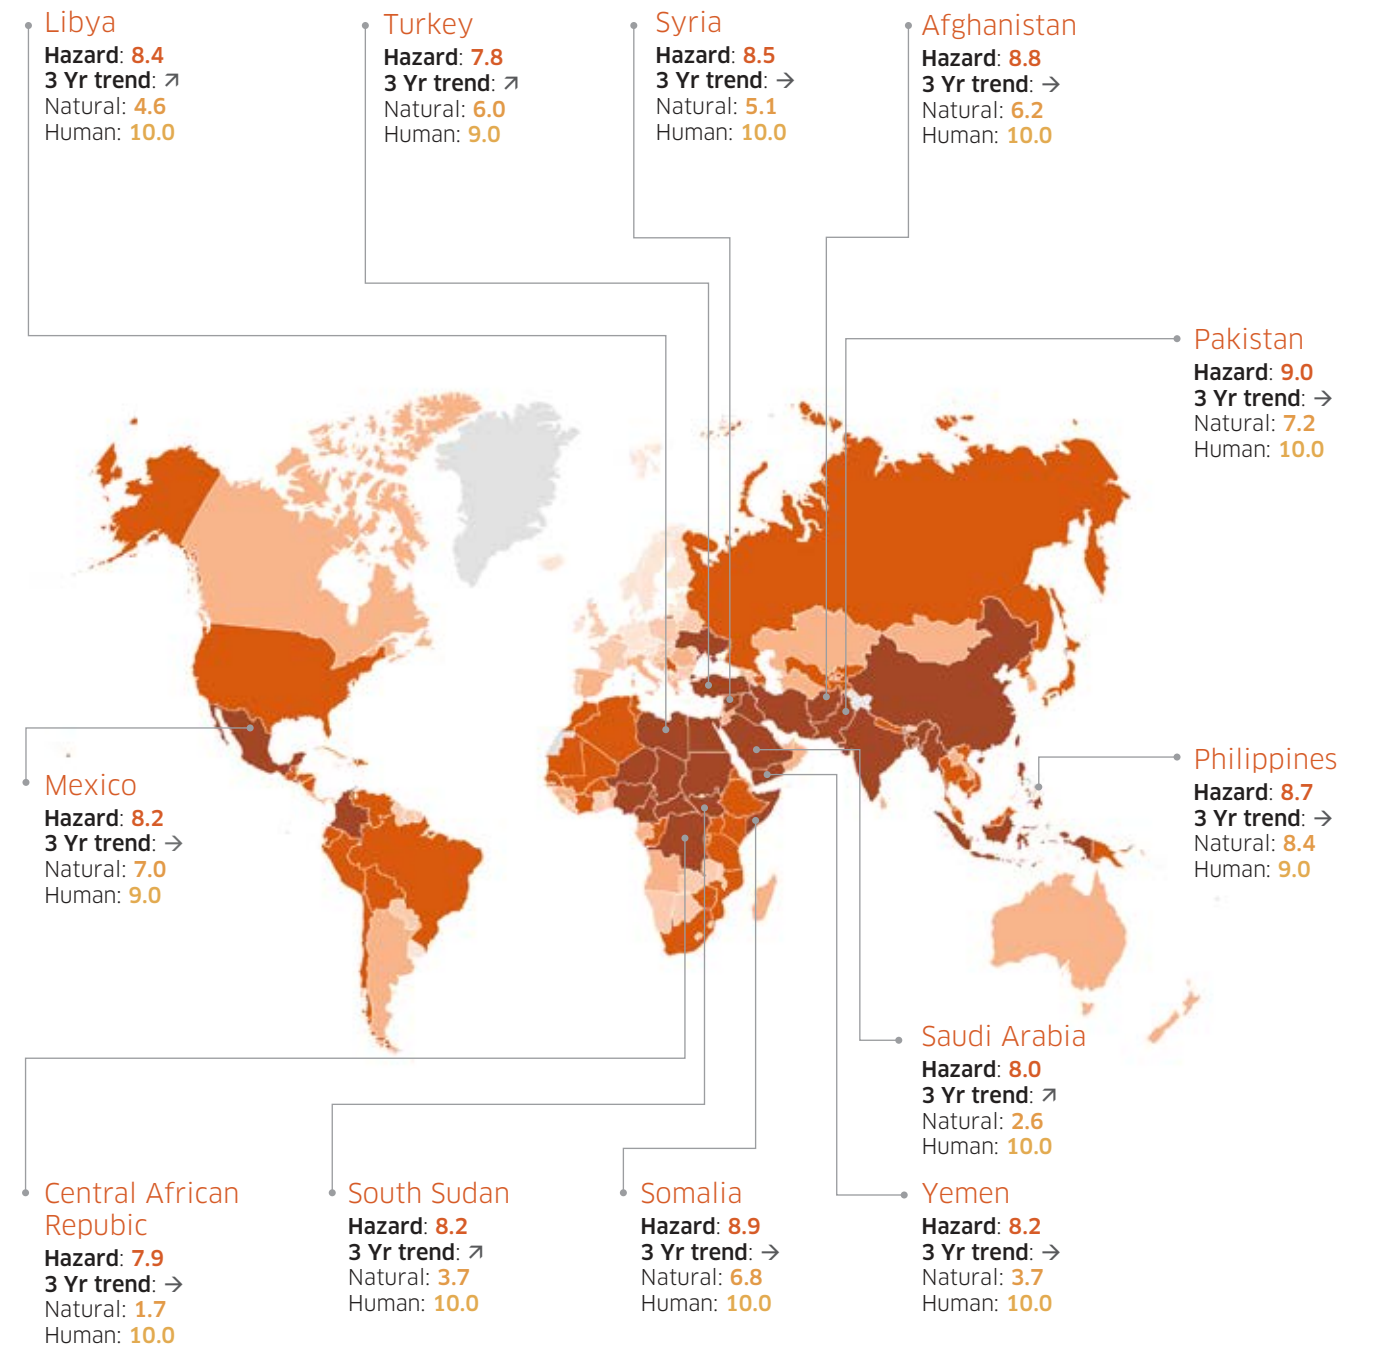 Libya
Hazard: 8.4
3 Yr trend: ↗
Natural: 4.6
Human: 10.0
Turkey
Hazard: 7.8
3 Yr trend: ↗
Natural: 6.0
Human: 9.0
Syria
Hazard: 8.5
3 Yr trend: →
Natural: 5.1
Human: 10.0
Afghanistan
Hazard: 8.8
3 Yr trend: →
Natural: 6.2
Human: 10.0
Pakistan
Hazard: 9.0
3 Yr trend: →
Natural: 7.2
Human: 10.0
Mexico
Hazard: 8.2
3 Yr trend: →
Natural: 7.0
Human: 9.0
Philippines
Hazard: 8.7
3 Yr trend: →
Natural: 8.4
Human: 9.0
Saudi Arabia
Hazard: 8.0
3 Yr trend: ↗
Natural: 2.6
Human: 10.0
Central African
Repubic
Hazard: 7.9
3 Yr trend: →
Natural: 1.7
Human: 10.0
South Sudan
Hazard: 8.2
3 Yr trend: ↗
Natural: 3.7
Human: 10.0
Somalia
Hazard: 8.9
3 Yr trend: →
Natural: 6.8
Human: 10.0
Yemen
Hazard: 8.2
3 Yr trend: →
Natural: 3.7
Human: 10.0